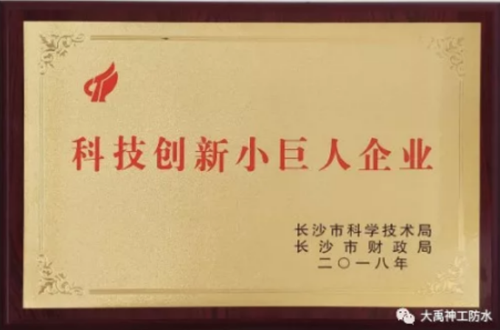 科技创新小巨人企业
长沙市科学技术局
长沙市财政局
二〇一八年
大禹神工防水